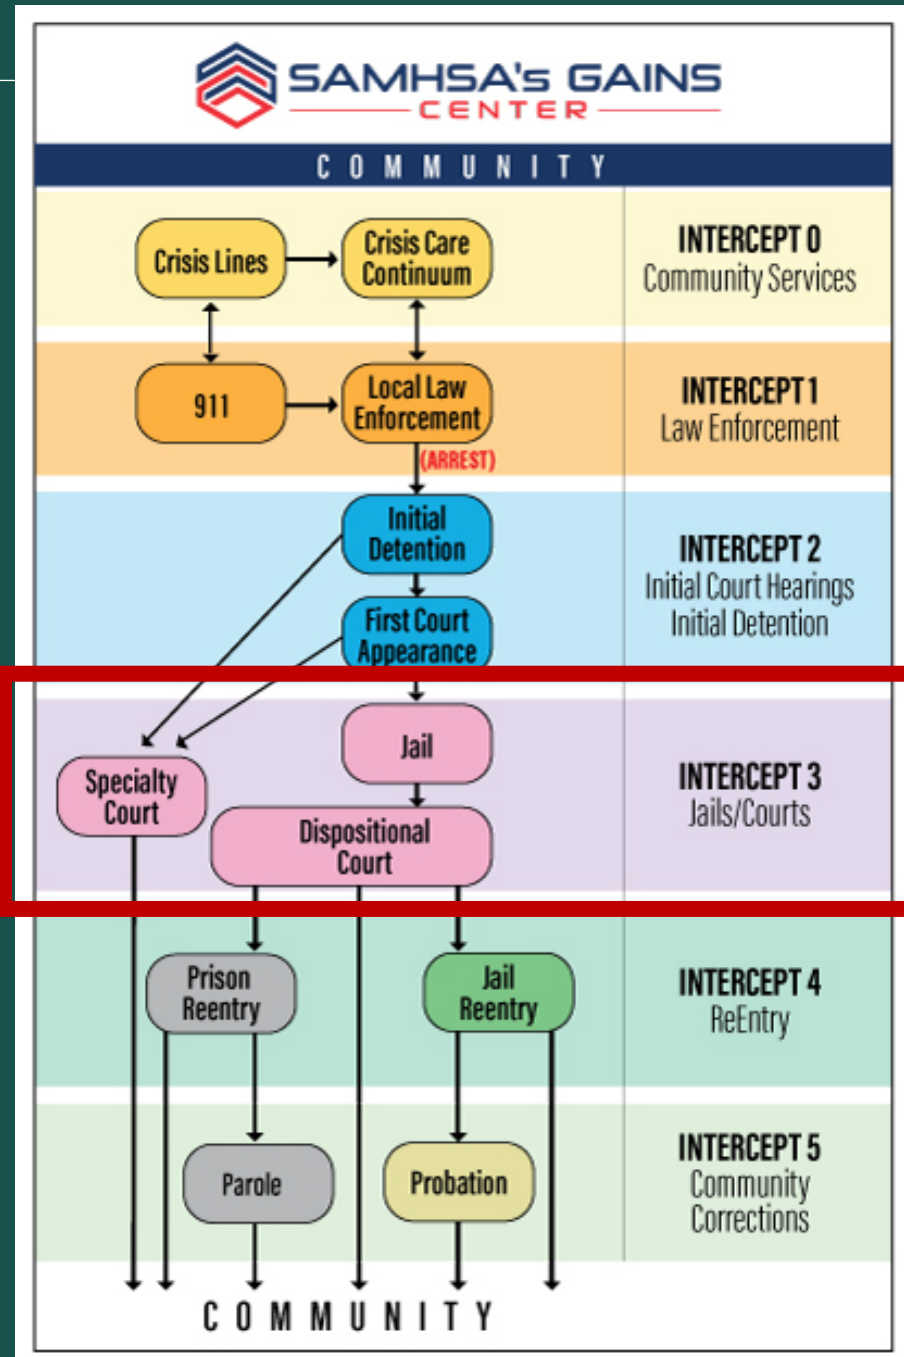 SAMHSA's GAINS
CENTER
COMMUNITY
Crisis Lines
Crisis Care
Continuum
INTERCEPT 0
Community Services
911
Local Law
Enforcement
(ARREST)
INTERCEPT 1
Law Enforcement
Initial
Detention
First Court
Appearance
INTERCEPT 2
Initial Court Hearings
Initial Detention
Specialty
Court
Jail
Dispositional
Court
INTERCEPT 3
Jails/Courts
Prison
Reentry
Jail
Reentry
INTERCEPT 4
ReEntry
Parole
Probation
INTERCEPT 5
Community
Corrections
COMMUNITY